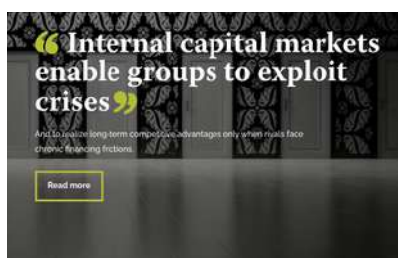 “ Internal capital markets
enable groups to exploit
crises ”
And to realize long-term competitive advantages only when rivals face
chronic financing frctions.
Read more